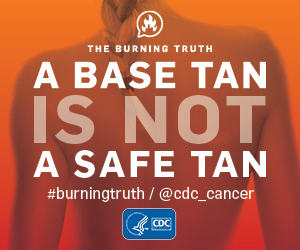 THE BURNING TRUTH
A BASE TAN
IS NOT
A SAFE TAN
#burningtruth / @cdc_cancer
CDC